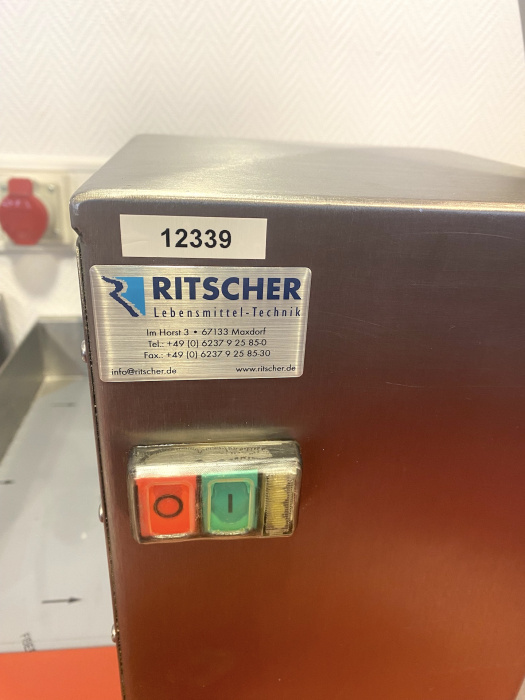 12339
RITSCHER
Lebensmittel-Technik
Im Horst 3 • 67133 Maxdorf
Tel.: +49 (0) 6237 9 25 85-0
Fax.: +49 (0) 6237 9 25 85-30
info@ritscher.de www.ritscher.de
O I